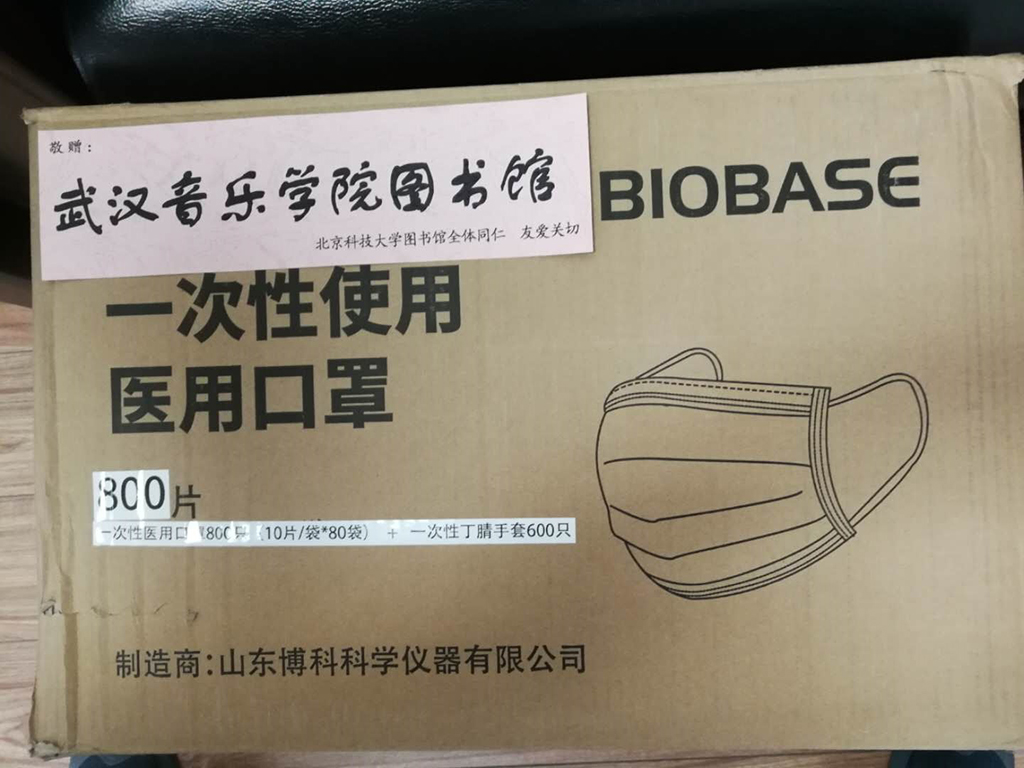 敬赠：
武汉音乐学院图书馆
北京科技大学图书馆全体同仁 友爱关切
BIOBASE
一次性使用
医用口罩
800片
一次性医用口罩800只（10片/袋*80袋） + 一次性丁腈手套600只
制造商:山东博科科学仪器有限公司